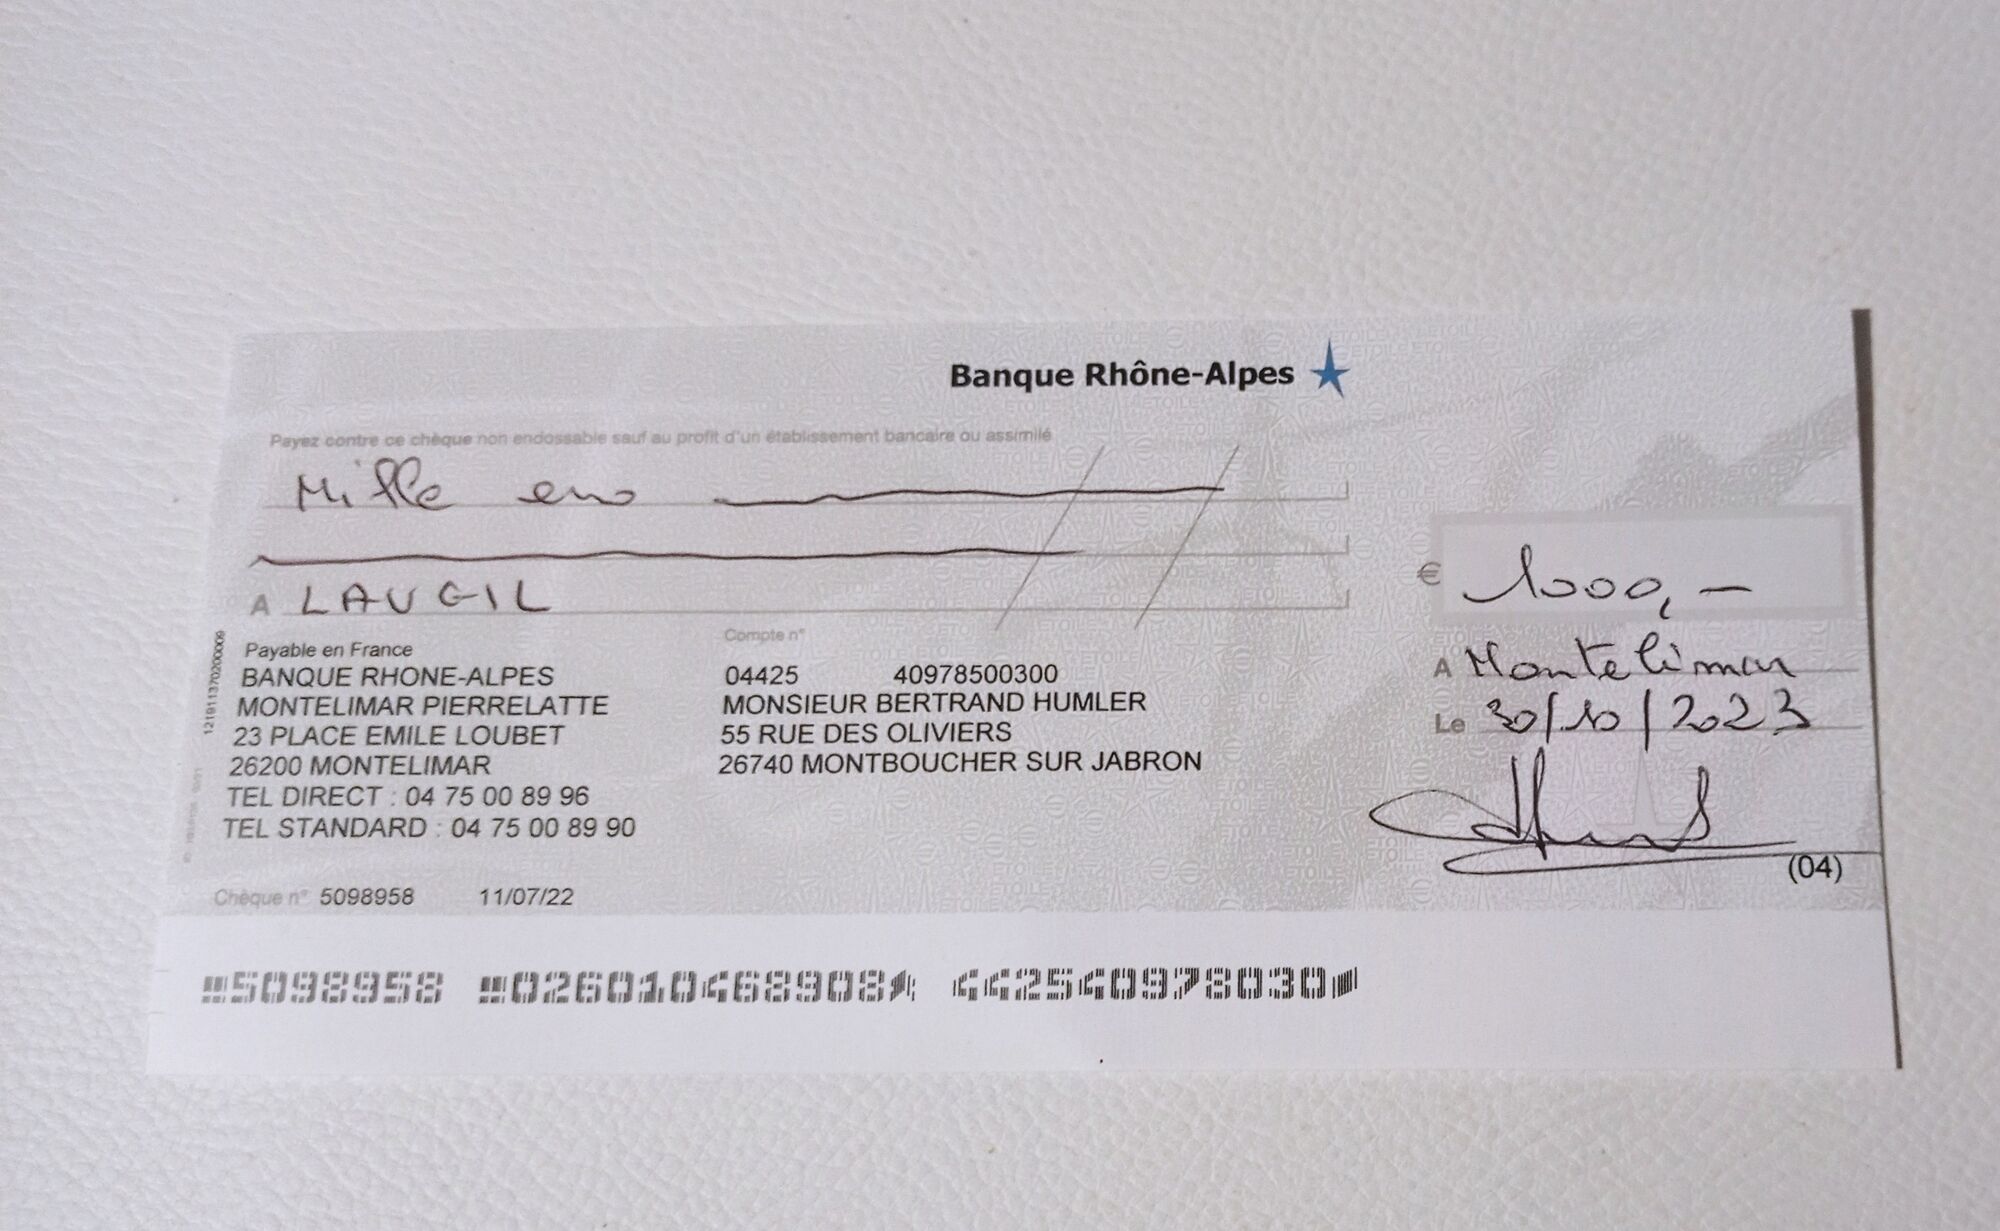 Banque Rhône-Alpes
Payez contre ce chèque non endossable sauf au profit d'un établissement bancaire ou assimilé
Mille euro
A LAUGIL
€ 1000,-
Payable en France
BANQUE RHONE-ALPES
MONTELIMAR PIERRELATTE
23 PLACE EMILE LOUBET
26200 MONTELIMAR
TEL DIRECT : 04 75 00 89 96
TEL STANDARD : 04 75 00 89 90
Compte n°
04425 40978500300
MONSIEUR BERTRAND HUMLER
55 RUE DES OLIVIERS
26740 MONTBOUCHER SUR JABRON
A Montelimar
Le 30/10/2023
(04)
Chèque n° 5098958 11/07/22
5098958 026010468908 442540978030